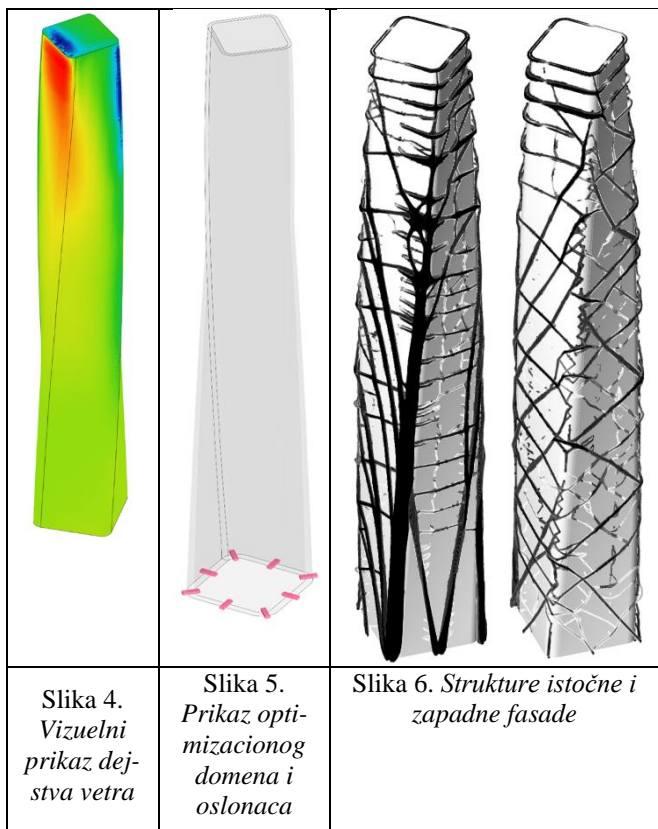 Slika 4.
Vizuelni
prikaz dej-
stva vetra
Slika 5.
Prikaz opti-
mizacionog
domena i
oslonaca
Slika 6. Strukture istočne i
zapadne fasade